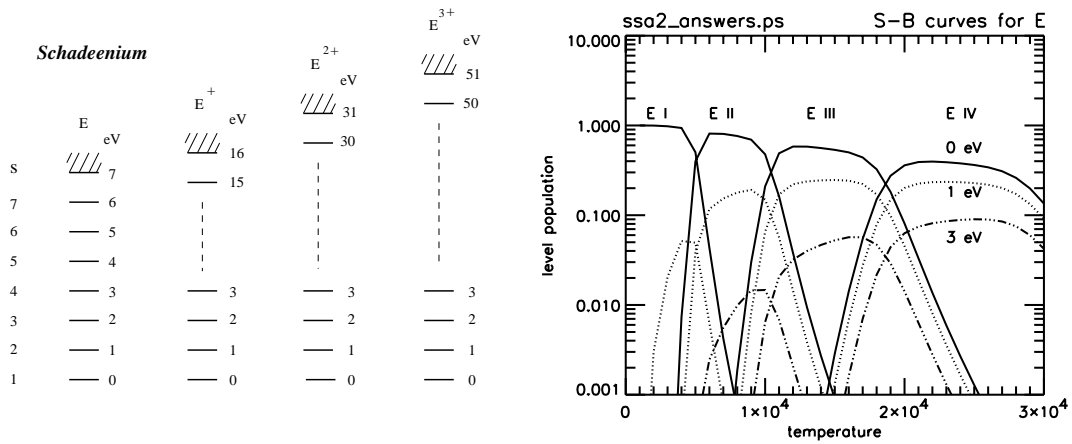 Schadeenium
E
eV
s
7
6
5
4
3
2
1
7
6
5
4
3
2
1
0
E+
eV
16
15
3
2
1
0
E2+
eV
31
30
3
2
1
0
E3+
eV
51
50
3
2
1
0
ssa2_answers.ps S-B curves for E
level population
10.000
1.000
0.100
0.010
0.001
E I E II E III E IV
0 eV
1 eV
3 eV
0 1×10^4 2×10^4 3×10^4
temperature